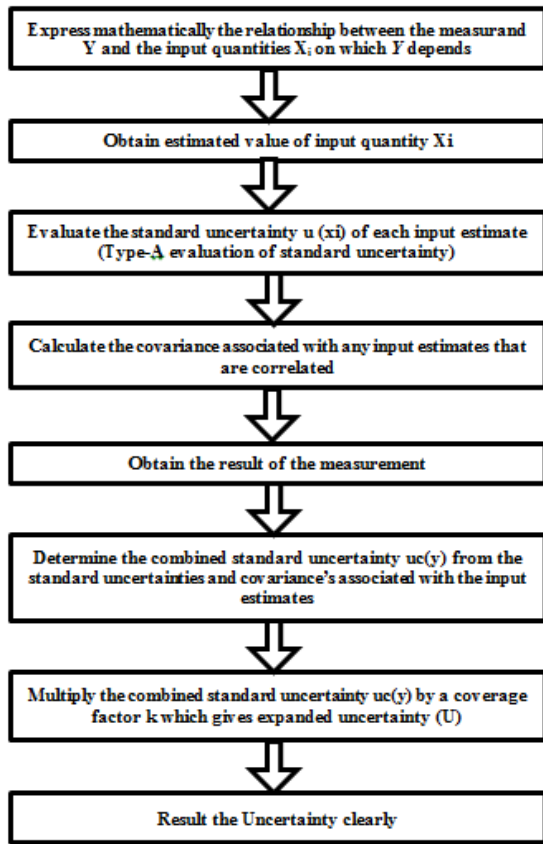 Express mathematically the relationship between the measurand
Y and the input quantities Xi on which Y depends
Obtain estimated value of input quantity Xi
Evaluate the standard uncertainty u (xi) of each input estimate
(Type-A evaluation of standard uncertainty)
Calculate the covariance associated with any input estimates that
are correlated
Obtain the result of the measurement
Determine the combined standard uncertainty uc(y) from the
standard uncertainties and covariance's associated with the input
estimates
Multiply the combined standard uncertainty uc(y) by a coverage
factor k which gives expanded uncertainty (U)
Result the Uncertainty clearly